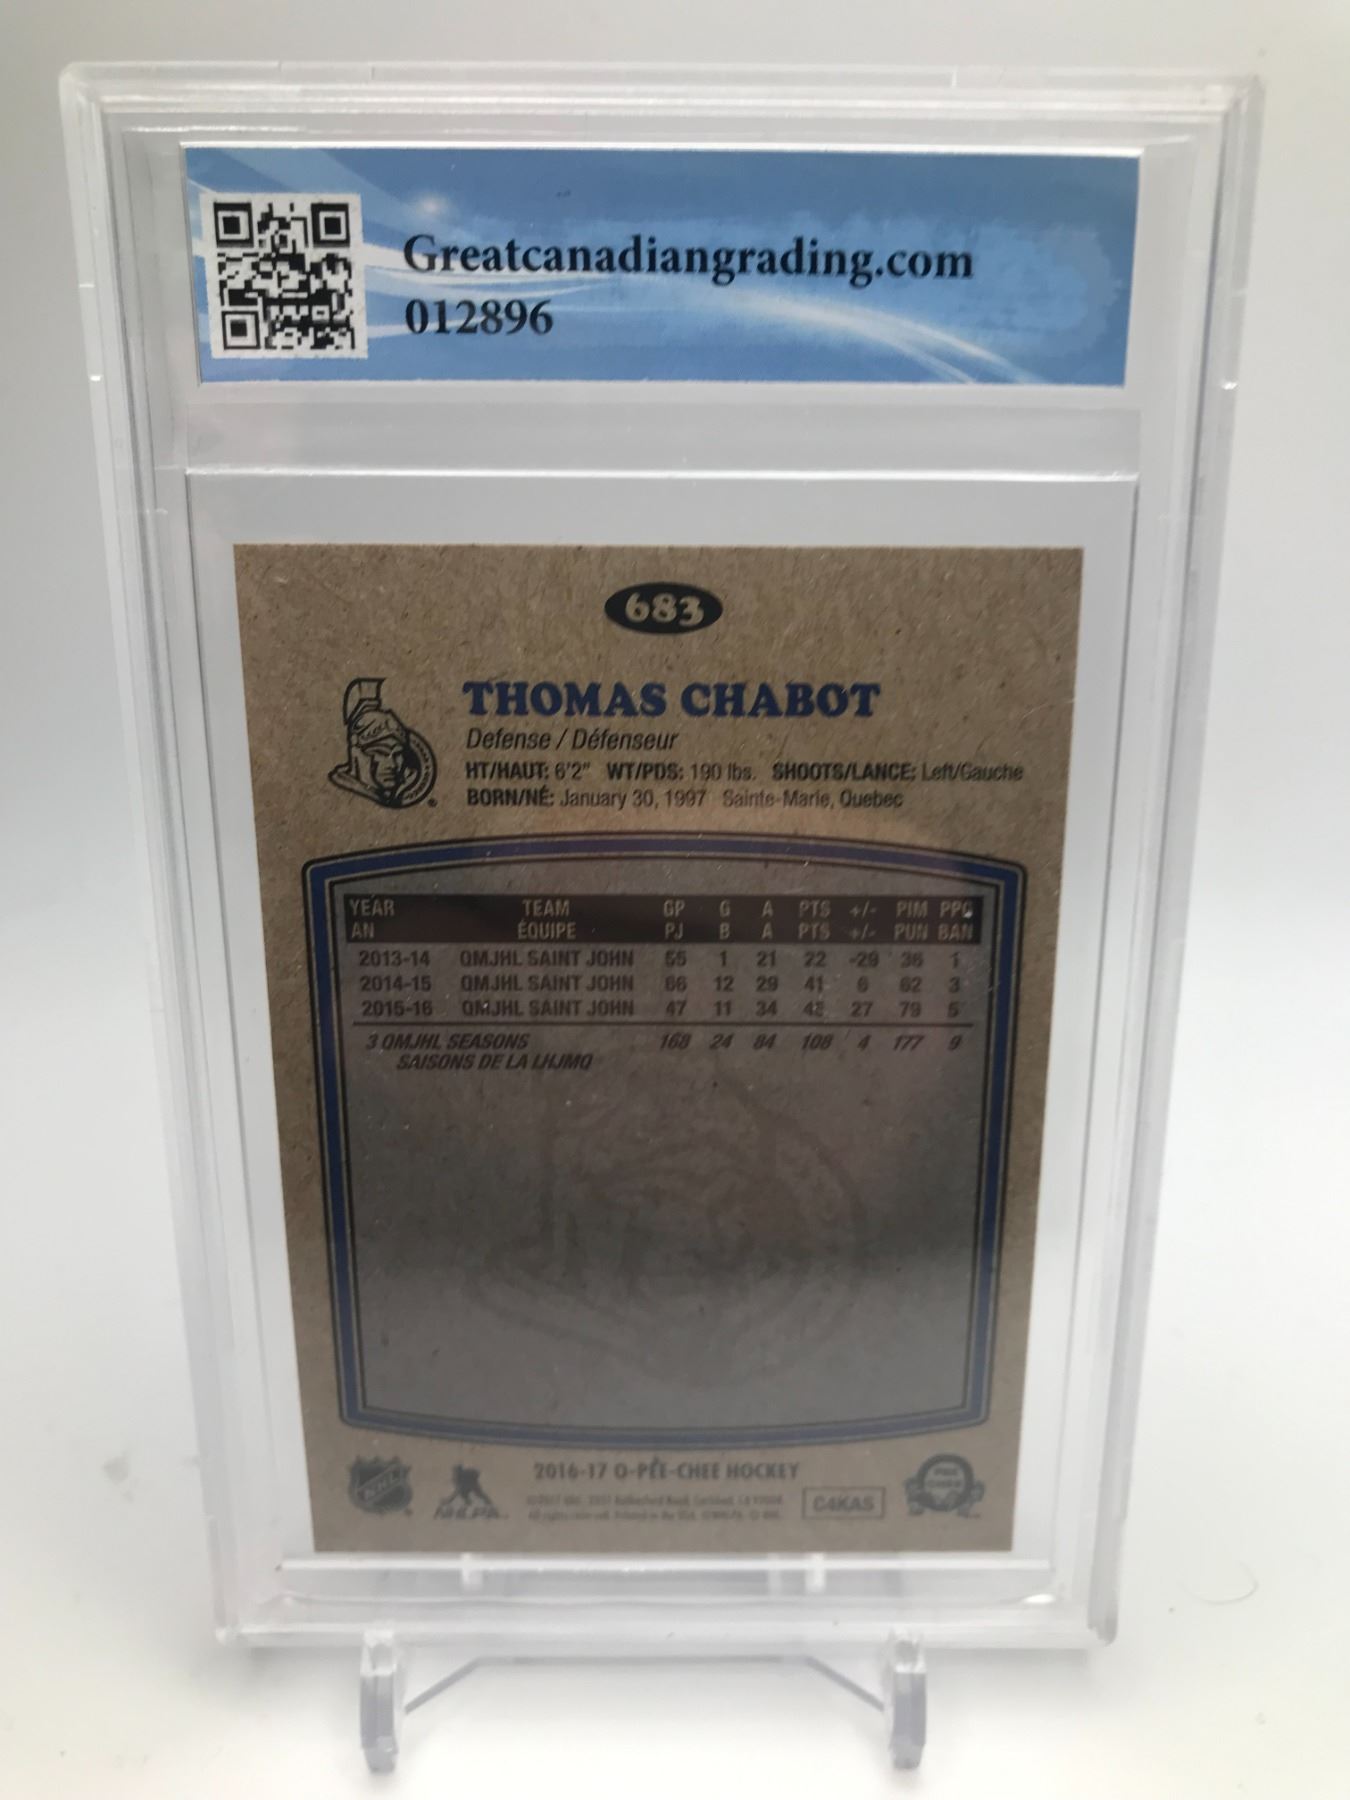 Greatcanadiangrading.com
012896
683
THOMAS CHABOT
Defense / Défenseur
HT/HAUT: 6'2" WT/PDS: 190 lbs. SHOOTS/LANCE: Left/Gauche
BORN/NÉ: January 30, 1997 Sainte-Marie, Quebec
YEAR TEAM GP G A PTS +/- PIM PPG
AN ÉQUIPE PJ B A PTS +/- PUN BAN
2013-14 QMJHL SAINT JOHN 55 1 21 22 -29 36 1
2014-15 QMJHL SAINT JOHN 66 12 29 41 6 62 3
2015-16 QMJHL SAINT JOHN 47 11 34 45 27 79 5
3 QMJHL SEASONS 168 24 84 108 4 177 9
SAISONS DE LA LHJMQ
2016-17 O-PEE-CHEE HOCKEY
NHL
NHLPA
C4KAS